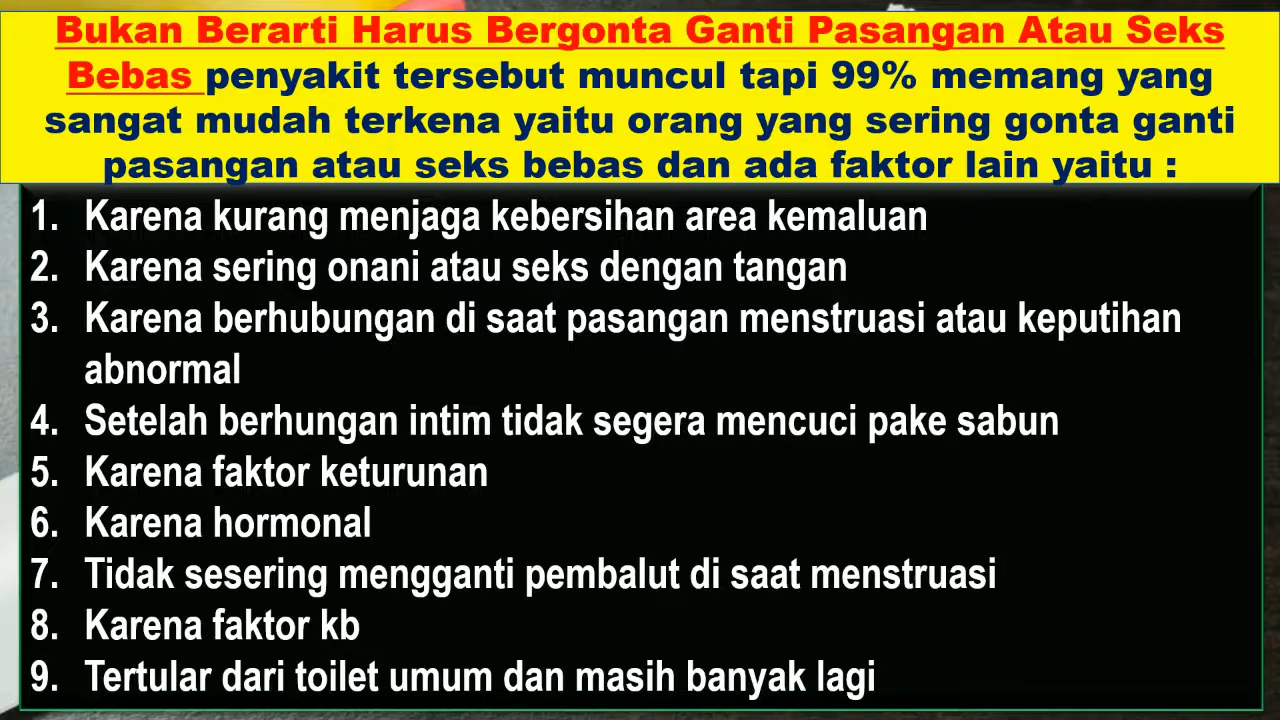 Bukan Berarti Harus Bergonta Ganti Pasangan Atau Seks
Bebas penyakit tersebut muncul tapi 99% memang yang
sangat mudah terkena yaitu orang yang sering gonta ganti
pasangan atau seks bebas dan ada faktor lain yaitu :
1. Karena kurang menjaga kebersihan area kemaluan
2. Karena sering onani atau seks dengan tangan
3. Karena berhubungan di saat pasangan menstruasi atau keputihan
abnormal
4. Setelah berhungan intim tidak segera mencuci pake sabun
5. Karena faktor keturunan
6. Karena hormonal
7. Tidak sesering mengganti pembalut di saat menstruasi
8. Karena faktor kb
9. Tertular dari toilet umum dan masih banyak lagi